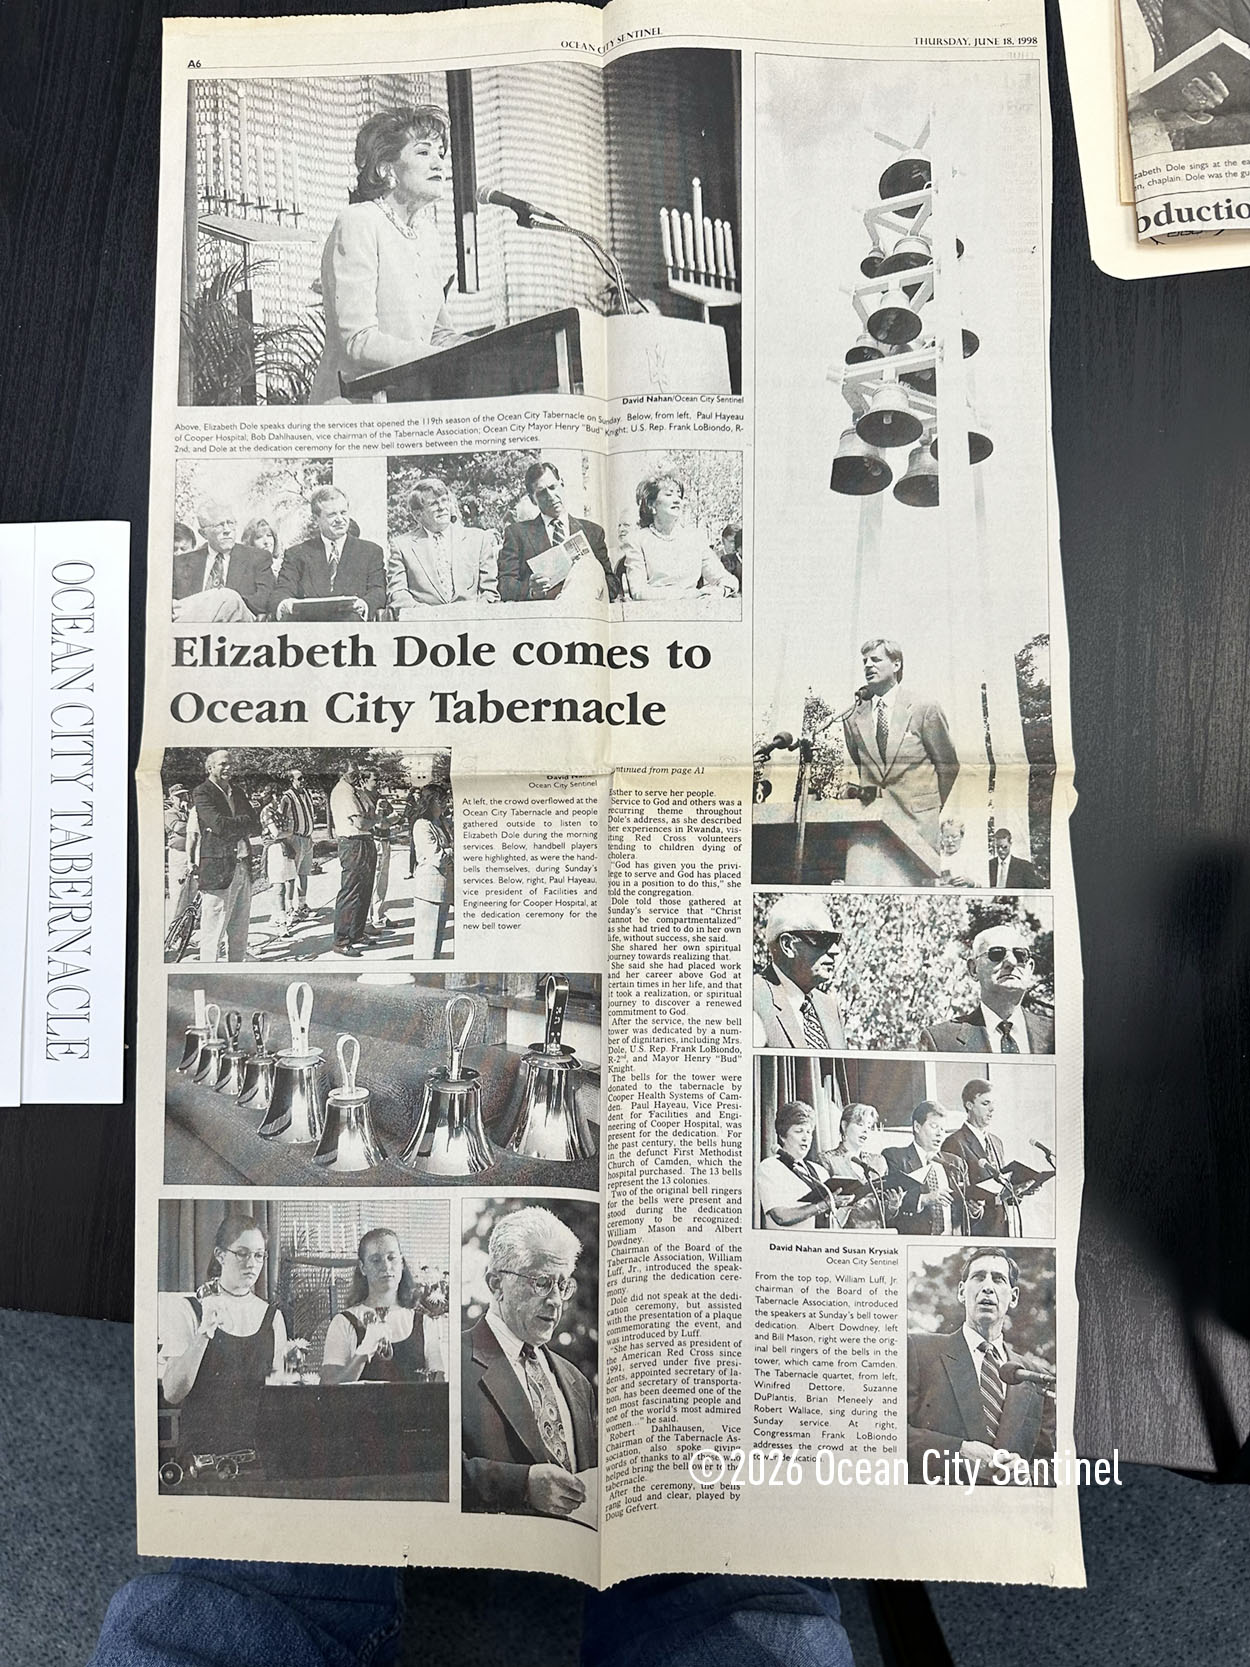 A6
OCEAN CITY SENTINEL
THURSDAY, JUNE 18, 1998
David Nahan/Ocean City Sentinel
Above, Elizabeth Dole speaks during the services that opened the 119th season of the Ocean City Tabernacle on Sunday. Below, from left, Paul Hayeau
of Cooper Hospital; Bob Dahlhausen, vice chairman of the Tabernacle Association; Ocean City Mayor Henry "Bud" Knight; U.S. Rep. Frank LoBiondo, R-
2nd; and Dole at the dedication ceremony for the new bell towers between the morning services.
Elizabeth Dole comes to
Ocean City Tabernacle
David
Ocean City Sentinel
At left, the crowd overflowed at the
Ocean City Tabernacle and people
gathered outside to listen to
Elizabeth Dole during the morning
services. Below, handbell players
were highlighted, as were the hand-
bells themselves, during Sunday's
services. Below, right, Paul Hayeau,
vice president of Facilities and
Engineering for Cooper Hospital, at
the dedication ceremony for the
new bell tower
ntinued from page A1
Esther to serve her people.
Service to God and others was a
recurring theme throughout
Dole's address, as she described
her experiences in Rwanda, vis-
iting Red Cross volunteers
tending to children dying of
cholera.
"God has given you the privi-
lege to serve and God has placed
you in a position to do this," she
told the congregation.
Dole told those gathered at
Sunday's service that "Christ
cannot be compartmentalized"
as she had tried to do in her own
life, without success, she said.
She shared her own spiritual
journey towards realizing that.
She said she had placed work
and her career above God at
certain times in her life, and that
it took a realization, or spiritual
journey to discover a renewed
commitment to God.
After the service, the new bell
tower was dedicated by a num-
ber of dignitaries, including Mrs.
Dole, U.S. Rep. Frank LoBiondo,
R-2nd, and Mayor Henry "Bud"
Knight.
The bells for the tower were
donated to the tabernacle by
Cooper Health Systems of Cam-
den. Paul Hayeau, Vice Presi-
dent for Facilities and Engi-
neering of Cooper Hospital, was
present for the dedication. For
the past century, the bells hung
in the defunct First Methodist
Church of Camden, which the
hospital purchased. The 13 bells
represent the 13 colonies.
Two of the original bell ringers
for the bells were present and
stood during the dedication
ceremony to be recognized:
William Mason and Albert
Dowdney.
Chairman of the Board of the
Tabernacle Association, William
Luff, Jr., introduced the speak-
ers during the dedication cere-
mony.
Dole did not speak at the dedi-
cation ceremony, but assisted
with the presentation of a plaque
commemorating the event, and
was introduced by Luff.
"She has served as president of
the American Red Cross since
1991, served under five presi-
dents, appointed secretary of la-
bor and secretary of transporta-
tion, has been deemed one of the
ten most fascinating people and
one of the world's most admired
women..." he said.
Robert Dahlhausen, Vice
Chairman of the Tabernacle As-
sociation, also spoke giving
words of thanks to all those who
helped bring the bell tower to the
tabernacle.
After the ceremony, the bells
rang loud and clear, played by
Doug Gefvert.
David Nahan and Susan Krysiak
Ocean City Sentinel
From the top top, William Luff, Jr.
chairman of the Board of the
Tabernacle Association, introduced
the speakers at Sunday's bell tower
dedication. Albert Dowdney, left
and Bill Mason, right were the orig-
inal bell ringers of the bells in the
tower, which came from Camden.
The Tabernacle quartet, from left,
Winifred Dettore, Suzanne
DuPlantis, Brian Meneely and
Robert Wallace, sing during the
Sunday service. At right,
Congressman Frank LoBiondo
addresses the crowd at the bell
tower dedication.
OCEAN CITY TABERNACLE
zabeth Dole sings at the ea
en, chaplain. Dole was the gu
oductio
©2026 Ocean City Sentinel